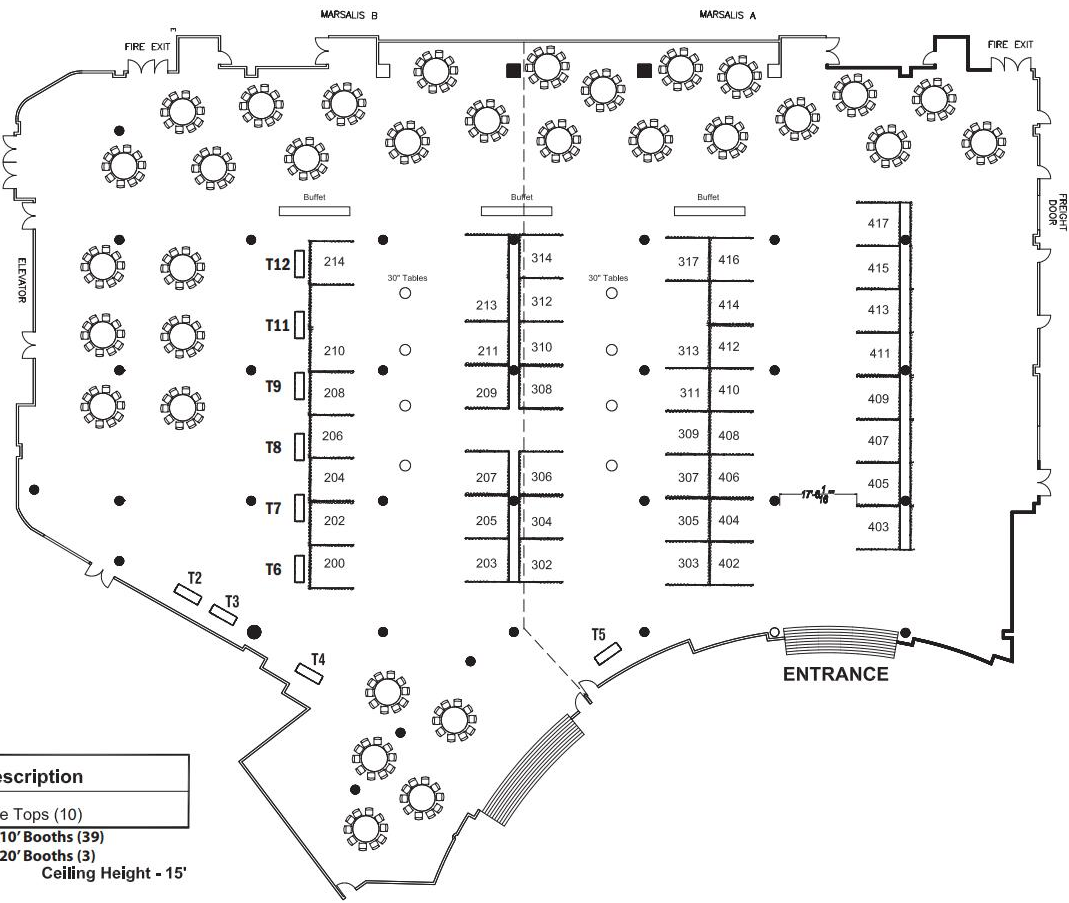 MARSALIS B
MARSALIS A
FIRE EXIT
FIRE EXIT
FREIGHT
DOOR
ELEVATOR
Buffet
Buffet
Buffet
417
415
413
411
409
407
405
403
T12
T11
T9
T8
T7
T6
214
210
208
206
204
202
200
30" Tables
213
211
209
207
205
203
314
312
310
308
306
304
302
30" Tables
317
313
311
309
307
305
303
416
414
412
410
408
406
404
402
T2
T3
T4
T5
ENTRANCE
escription
e Tops (10)
10' Booths (39)
20' Booths (3)
Ceiling Height - 15'